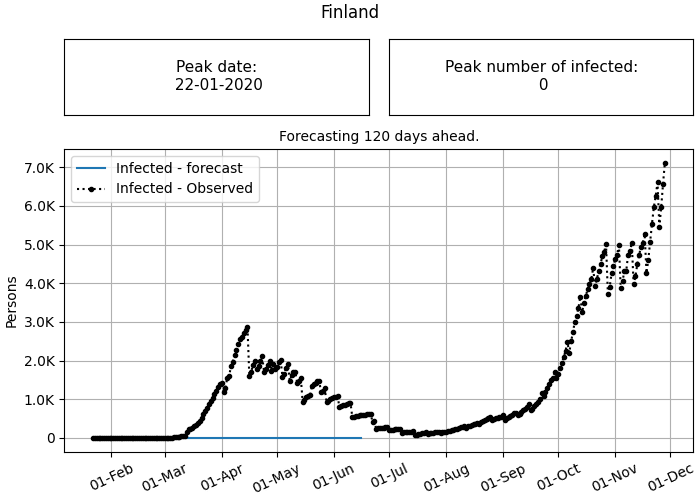 Finland
Peak date:
22-01-2020
Peak number of infected:
0
Forecasting 120 days ahead.
Infected - forecast
Infected - Observed
7.0K
6.0K
5.0K
4.0K
3.0K
2.0K
1.0K
0
Persons
01-Feb
01-Mar
01-Apr
01-May
01-Jun
01-Jul
01-Aug
01-Sep
01-Oct
01-Nov
01-Dec